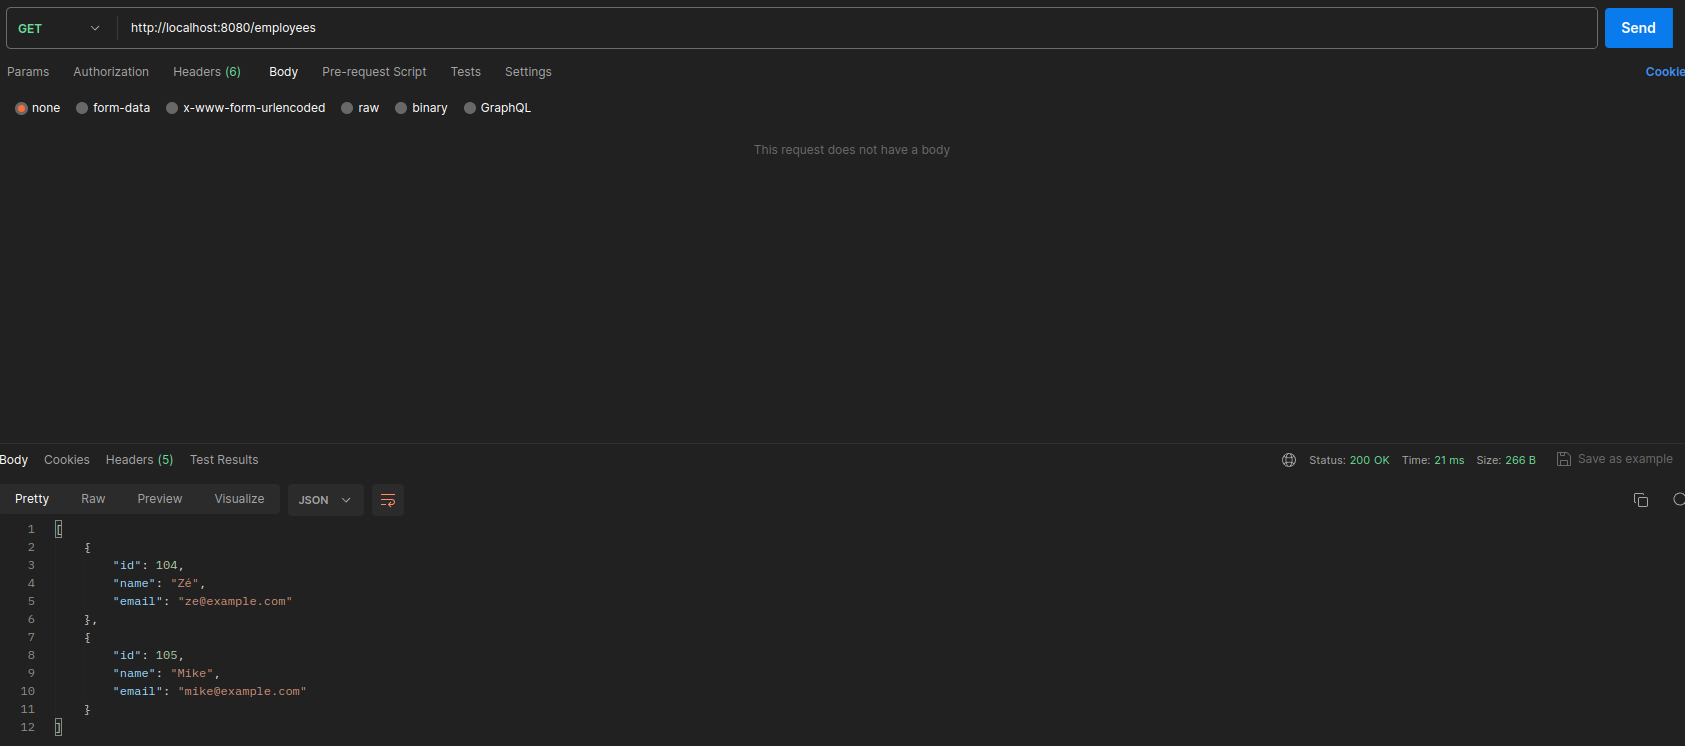 GET http://localhost:8080/employees Send
Params Authorization Headers (6) Body Pre-request Script Tests Settings Cookie
none form-data x-www-form-urlencoded raw binary GraphQL
This request does not have a body
Body Cookies Headers (5) Test Results Status: 200 OK Time: 21 ms Size: 266 B Save as example
Pretty Raw Preview Visualize JSON
1 [
2 {
3 "id": 104,
4 "name": "Zé",
5 "email": "ze@example.com"
6 },
7 {
8 "id": 105,
9 "name": "Mike",
10 "email": "mike@example.com"
11 }
12 ]